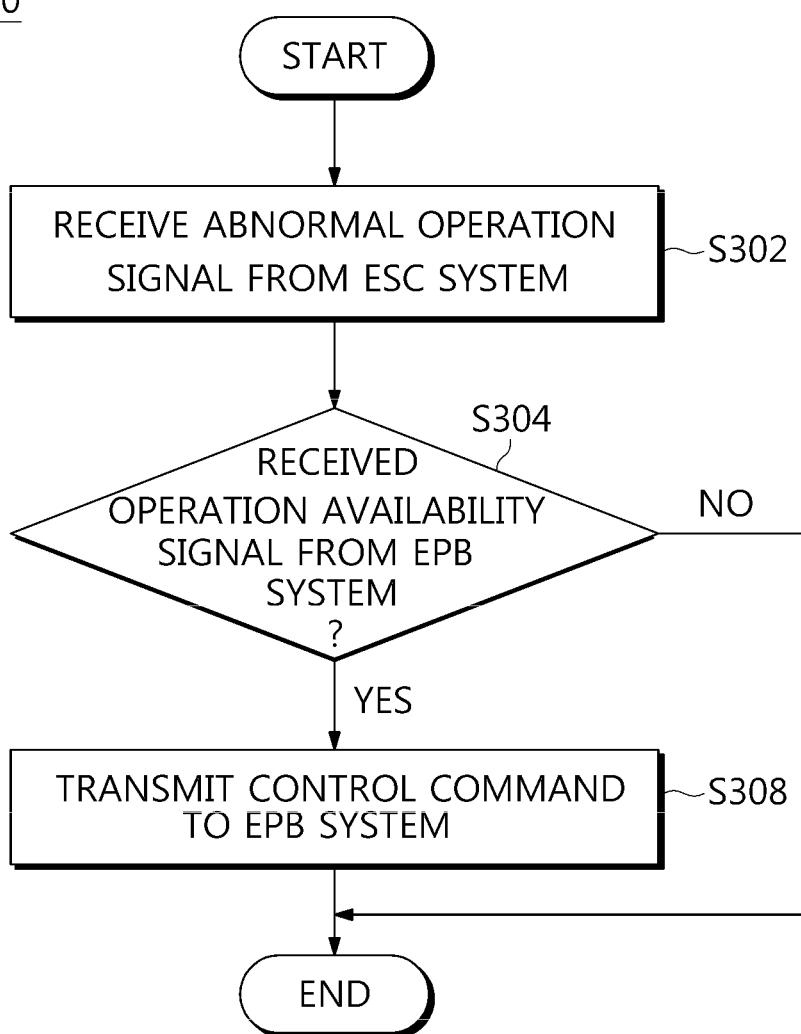 0
START
RECEIVE ABNORMAL OPERATION
SIGNAL FROM ESC SYSTEM
S302
S304
RECEIVED
OPERATION AVAILABILITY
SIGNAL FROM EPB
SYSTEM
?
NO
YES
TRANSMIT CONTROL COMMAND
TO EPB SYSTEM
S308
END